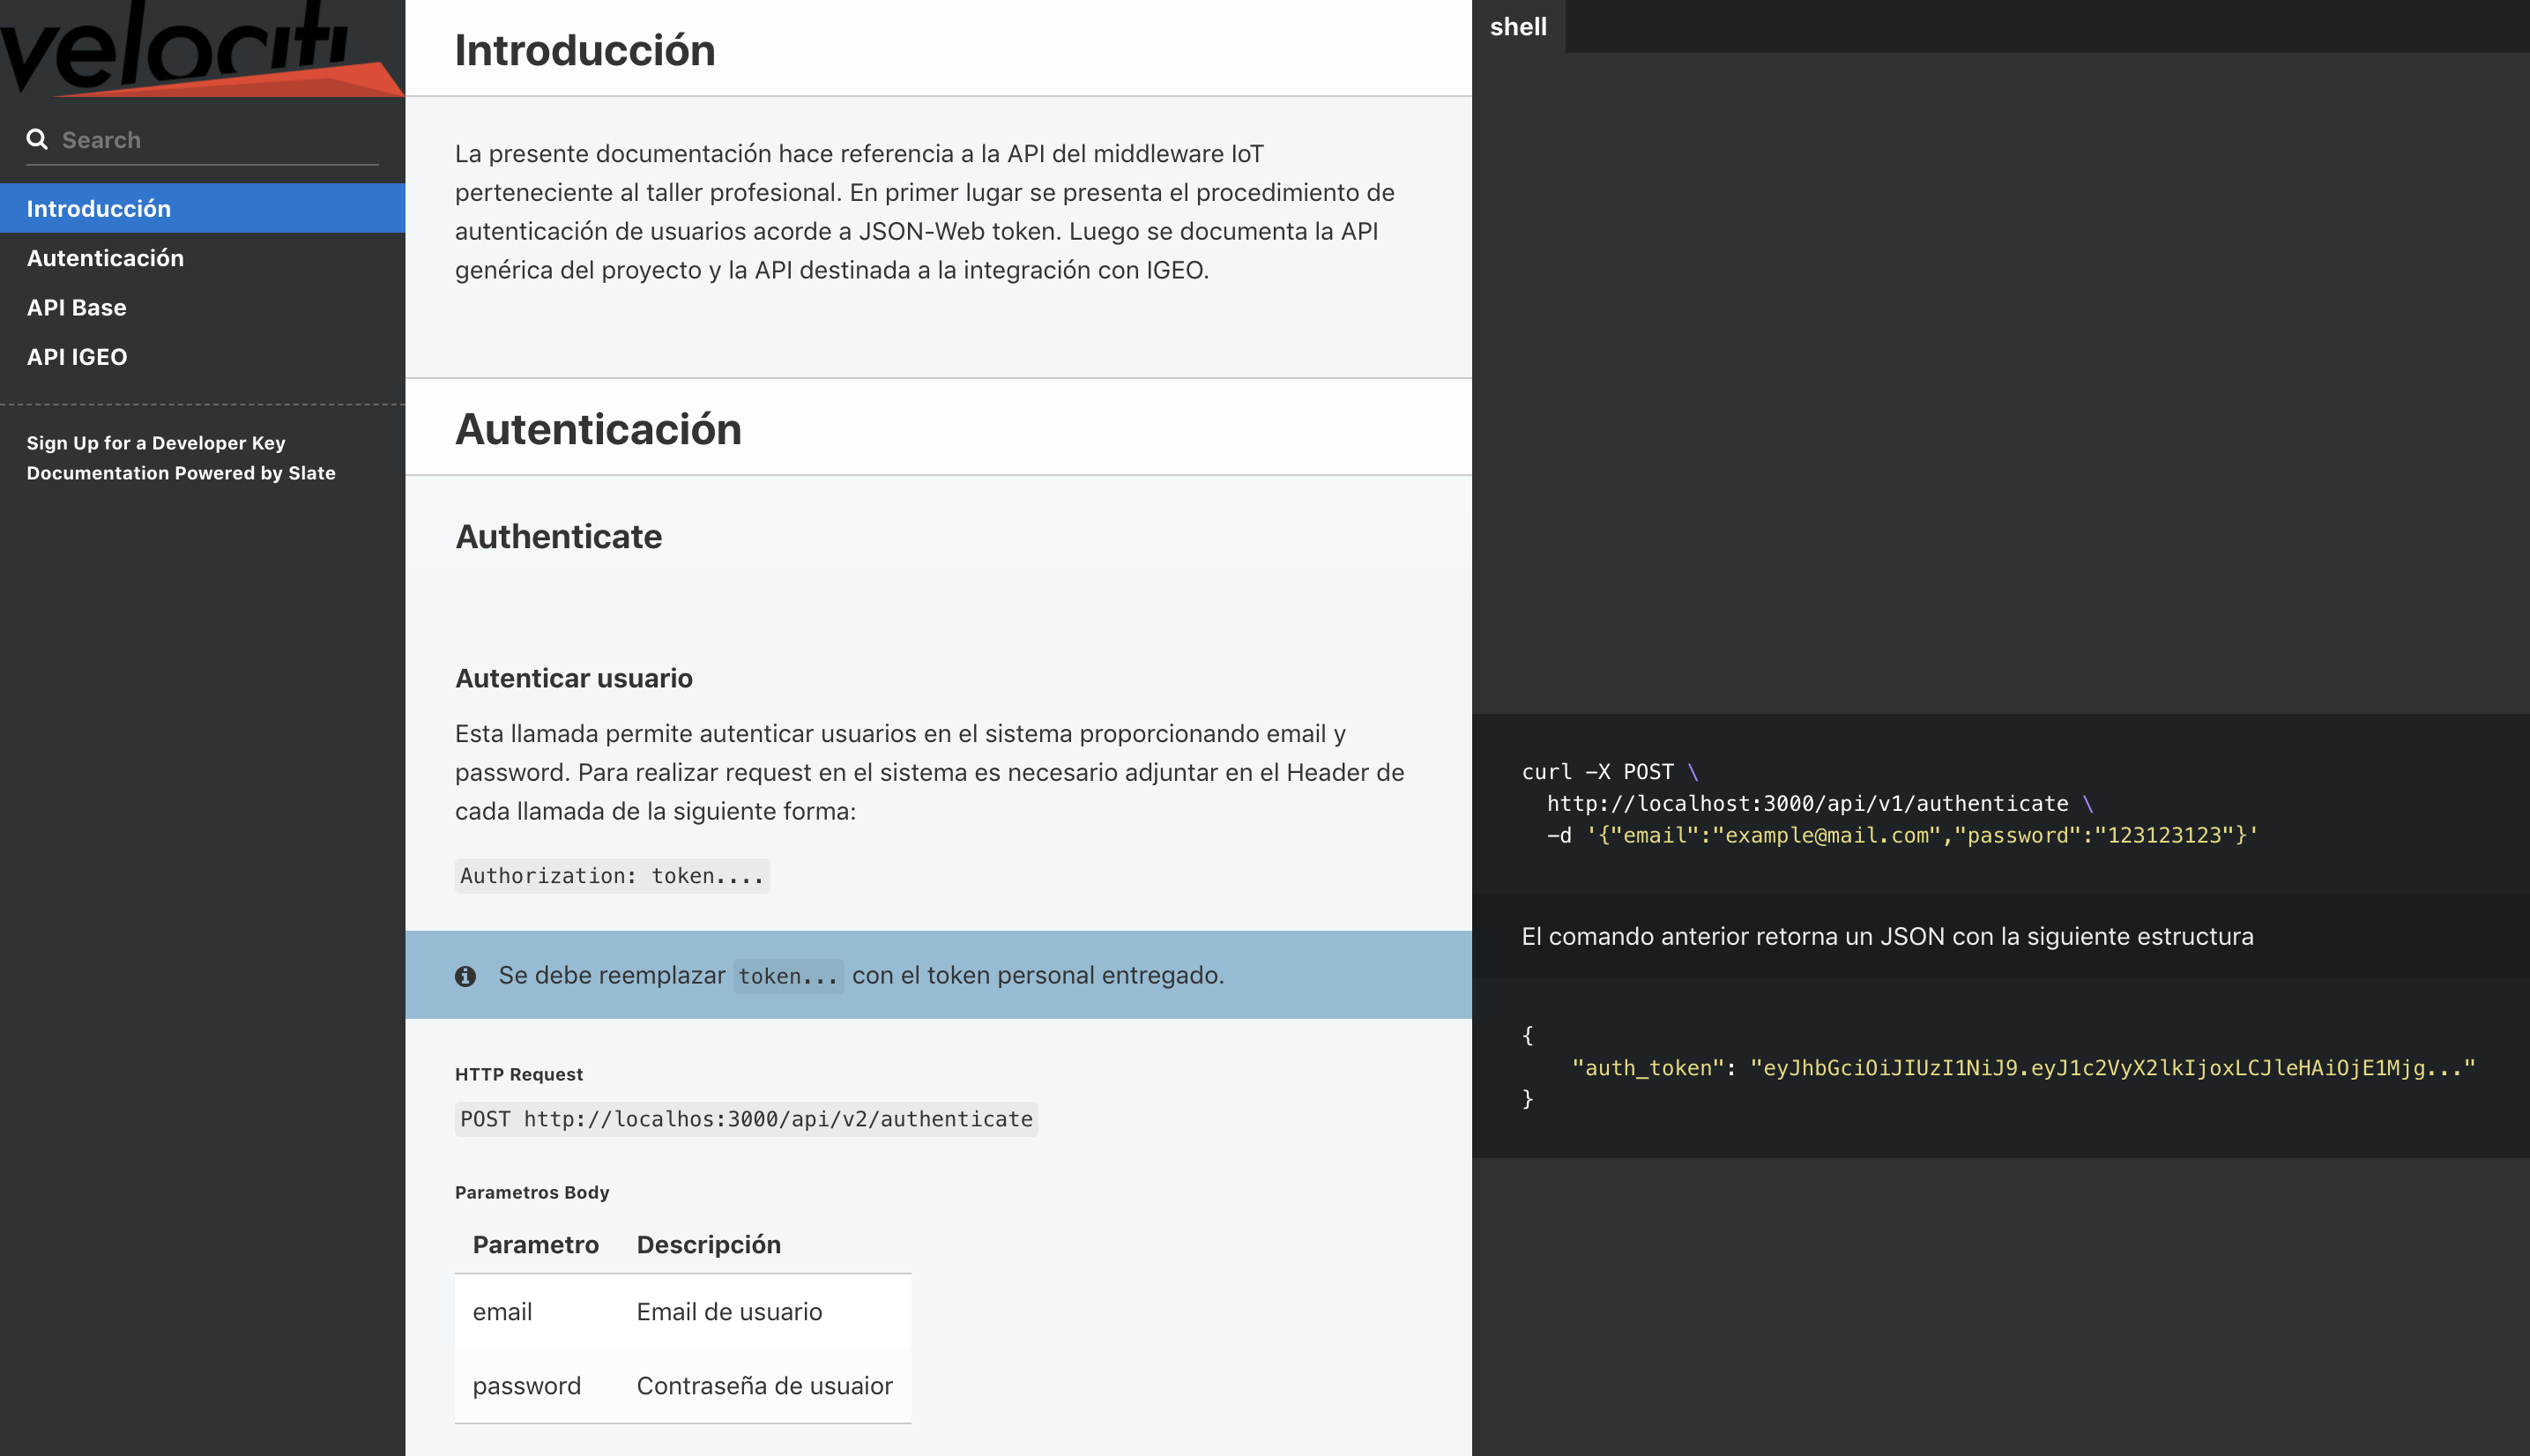 velociti
Search
Introducción
Autenticación
API Base
API IGEO
Sign Up for a Developer Key
Documentation Powered by Slate
Introducción
La presente documentación hace referencia a la API del middleware IoT
perteneciente al taller profesional. En primer lugar se presenta el procedimiento de
autenticación de usuarios acorde a JSON-Web token. Luego se documenta la API
genérica del proyecto y la API destinada a la integración con IGEO.
Autenticación
Authenticate
Autenticar usuario
Esta llamada permite autenticar usuarios en el sistema proporcionando email y
password. Para realizar request en el sistema es necesario adjuntar en el Header de
cada llamada de la siguiente forma:
Authorization: token....
Se debe reemplazar token... con el token personal entregado.
HTTP Request
POST http://localhos:3000/api/v2/authenticate
Parametros Body
Parametro Descripción
email Email de usuario
password Contraseña de usuaior
shell
curl -X POST \
http://localhost:3000/api/v1/authenticate \
-d '{"email":"example@mail.com","password":"123123123"}'
El comando anterior retorna un JSON con la siguiente estructura
{
"auth_token": "eyJhbGciOiJIUzI1NiJ9.eyJ1c2VyX2lkIjoxLCJleHAiOjE1Mjg..."
}